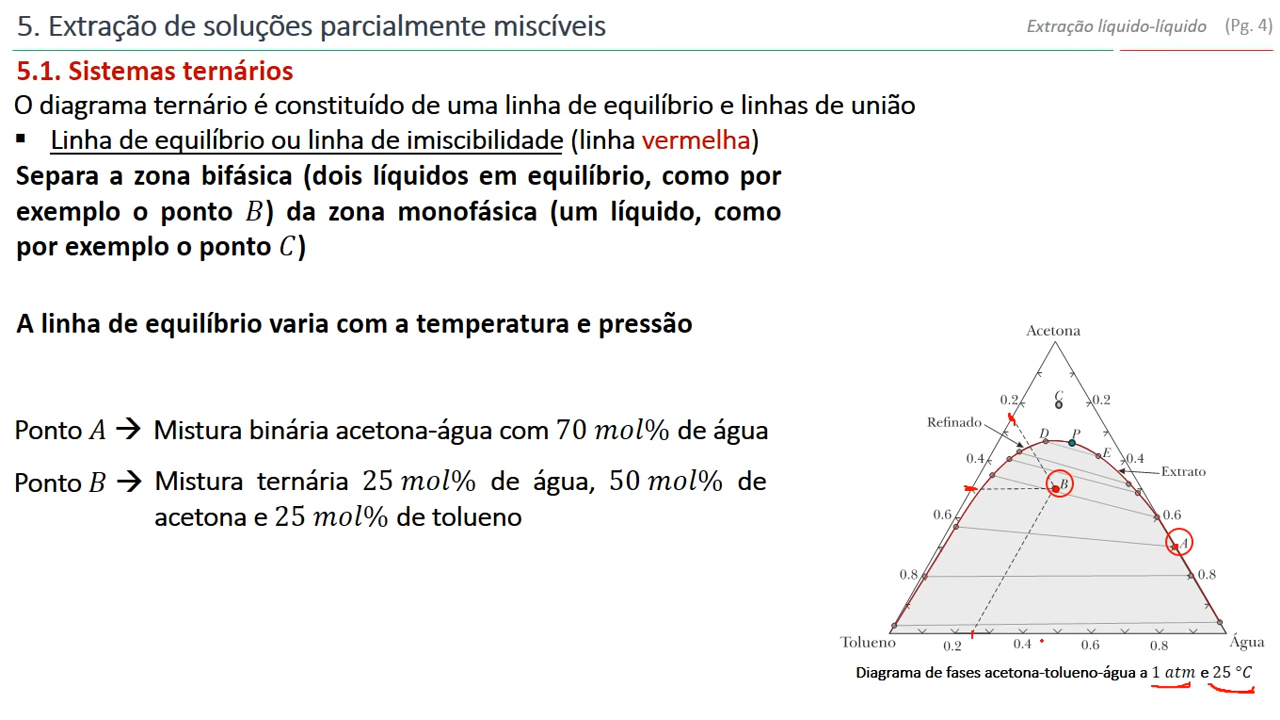 5. Extração de soluções parcialmente miscíveis
Extração líquido-líquido (Pg. 4)
5.1. Sistemas ternários
O diagrama ternário é constituído de uma linha de equilíbrio e linhas de união
▪ Linha de equilíbrio ou linha de imiscibilidade (linha vermelha)
Separa a zona bifásica (dois líquidos em equilíbrio, como por
exemplo o ponto B) da zona monofásica (um líquido, como
por exemplo o ponto C)
A linha de equilíbrio varia com a temperatura e pressão
Ponto A → Mistura binária acetona-água com 70 mol% de água
Ponto B → Mistura ternária 25 mol% de água, 50 mol% de
acetona e 25 mol% de tolueno
Acetona
0.2 C 0.2
Refinado D P
0.4 E 0.4
Extrato
B
0.6 0.6
A
0.8 0.8
Tolueno 0.2 0.4 0.6 0.8 Água
Diagrama de fases acetona-tolueno-água a 1 atm e 25 °C